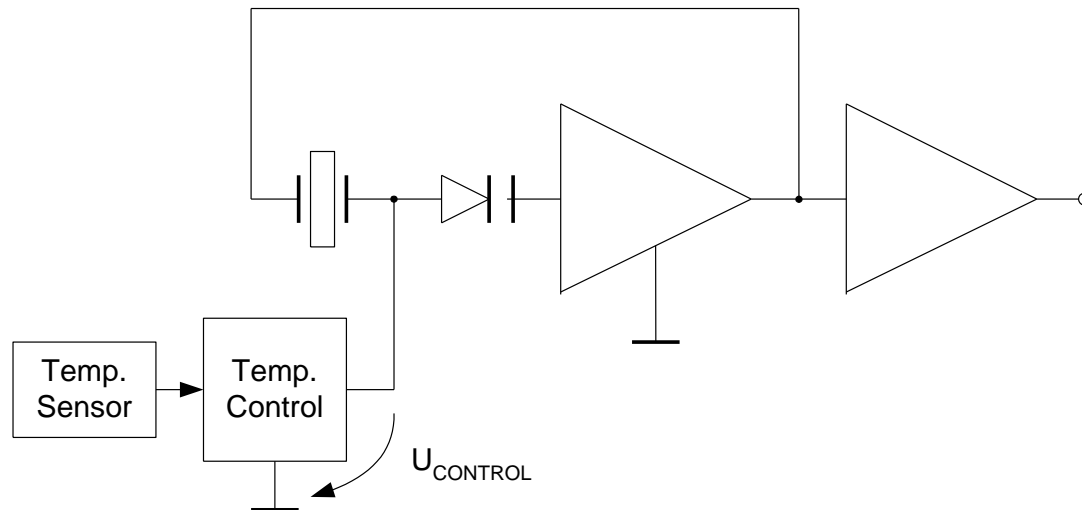 Temp.
Sensor
Temp.
Control
UCONTROL